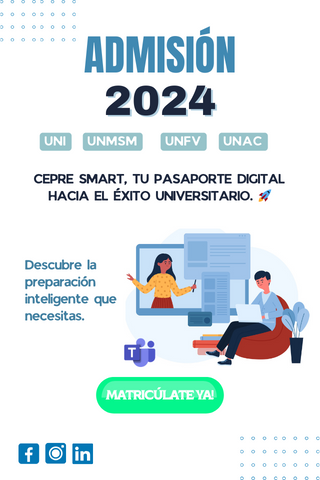 ADMISIÓN
2024
UNI UNMSM UNFV UNAC
CEPRE SMART, TU PASAPORTE DIGITAL
HACIA EL ÉXITO UNIVERSITARIO. 🚀
Descubre la
preparación
inteligente que
necesitas.
MATRICÚLATE YA!